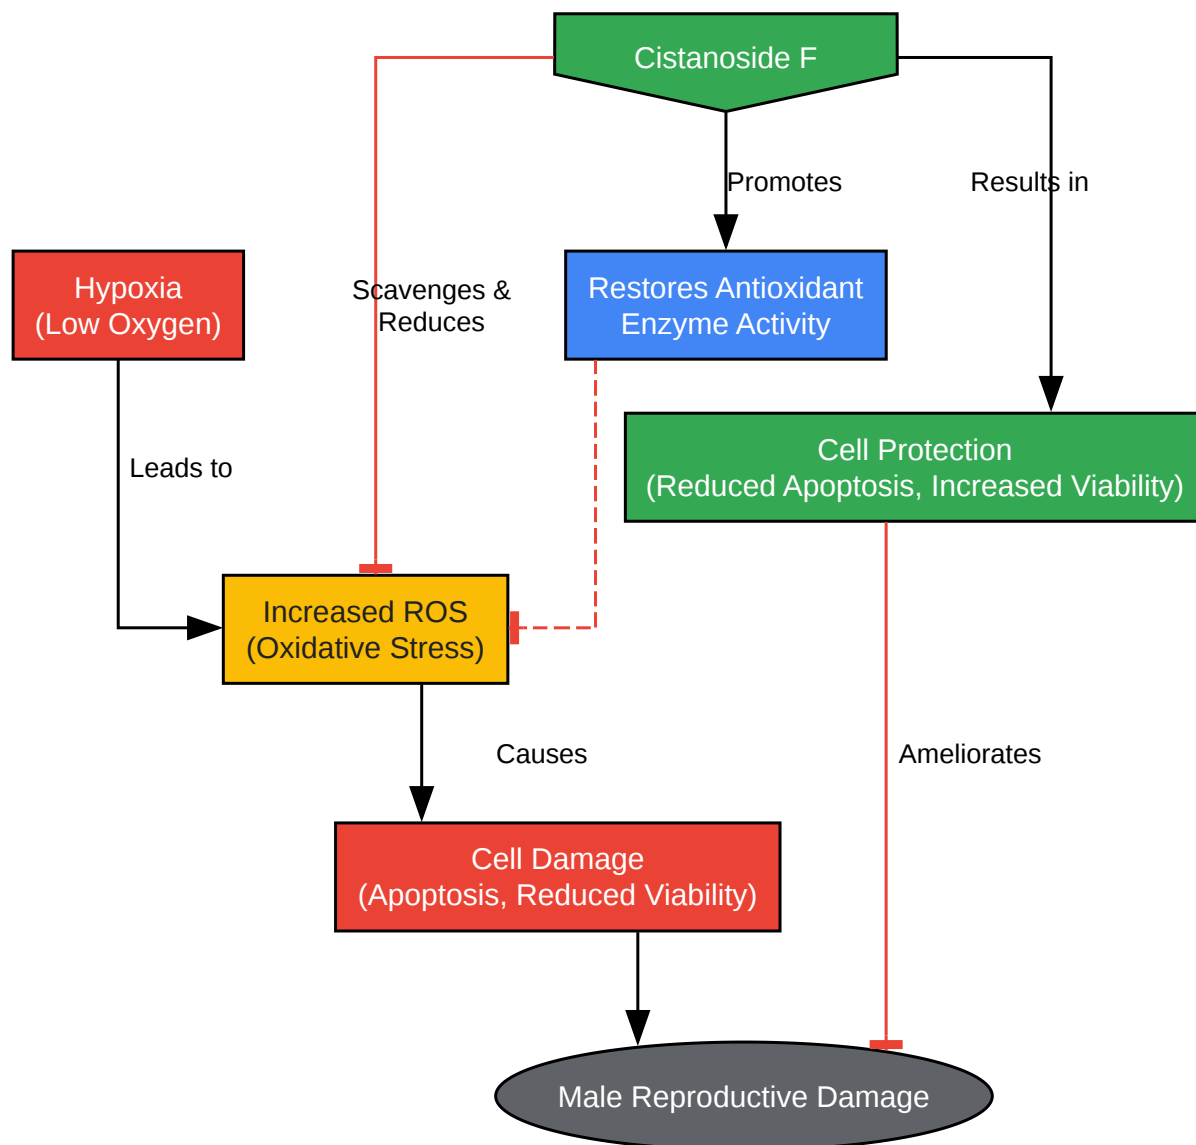 Cistanoside F
Promotes
Results in
Scavenges &
Reduces
Hypoxia
(Low Oxygen)
Restores Antioxidant
Enzyme Activity
Leads to
Cell Protection
(Reduced Apoptosis, Increased Viability)
Increased ROS
(Oxidative Stress)
Causes
Ameliorates
Cell Damage
(Apoptosis, Reduced Viability)
Male Reproductive Damage